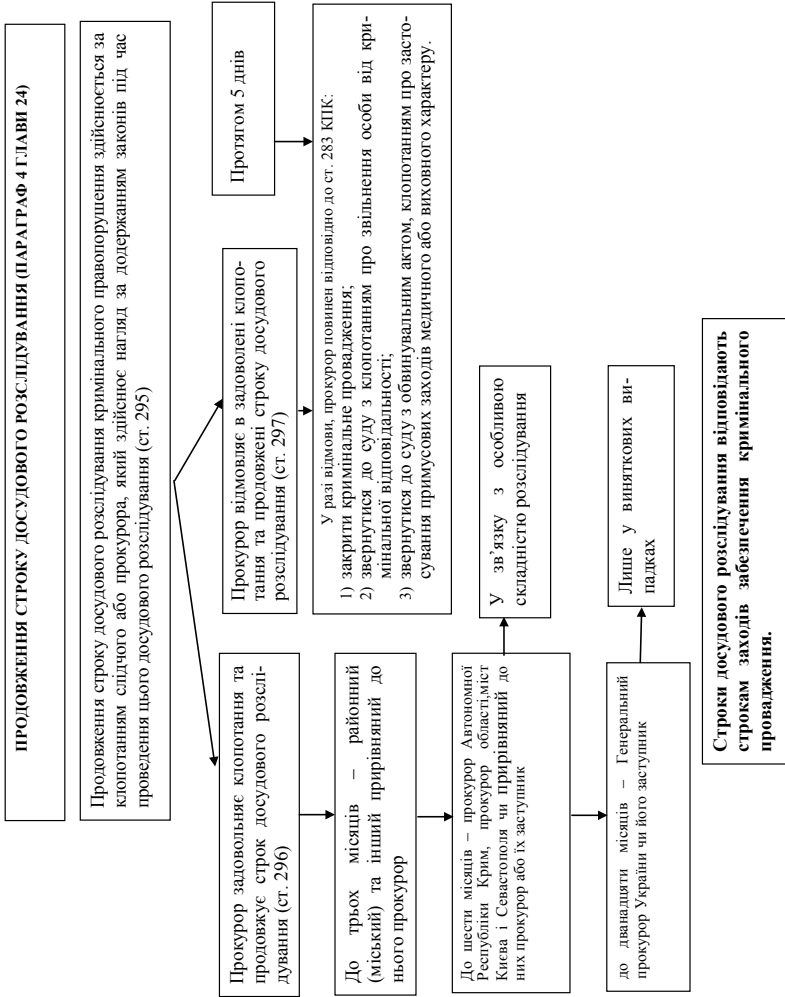 ПРОДОВЖЕННЯ СТРОКУ ДОСУДОВОГО РОЗСЛІДУВАННЯ (ПАРАГРАФ 4 ГЛАВИ 24)
Продовження строку досудового розслідування кримінального правопорушення здійснюється за
клопотанням слідчого або прокурора, який здійснює нагляд за додержанням законів під час
проведення цього досудового розслідування (ст. 295)
Прокурор задовольняє клопотання та
продовжує строк досудового розслі-
дування (ст. 296)
Прокурор відмовляє в задоволені клопо-
тання та продовжені строку досудового
розслідування (ст. 297)
Протягом 5 днів
До трьох місяців – районний
(міський) та інший прирівняний до
нього прокурор
У разі відмови, прокурор повинен відповідно до ст. 283 КПК:
1) закрити кримінальне провадження;
2) звернутися до суду з клопотанням про звільнення особи від кри-
мінальної відповідальності;
3) звернутися до суду з обвинувальним актом, клопотанням про засто-
сування примусових заходів медичного або виховного характеру.
До шести місяців – прокурор Автономної
Республіки Крим, прокурор області,міст
Києва і Севастополя чи прирівняний до
них прокурор або їх заступник
У зв’язку з особливою
складністю розслідування
до дванадцяти місяців – Генеральний
прокурор України чи його заступник
Лише у виняткових ви-
падках
Строки досудового розслідування відповідають
строкам заходів забезпечення кримінального
провадження.